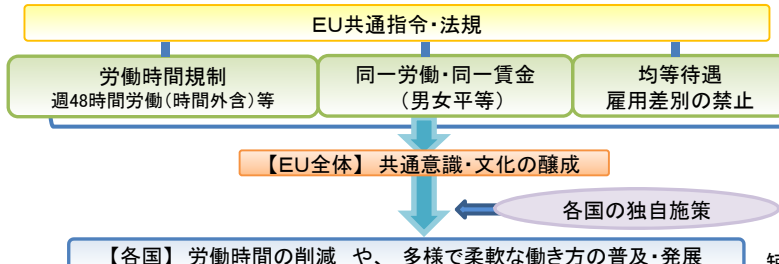 EU共通指令・法規
労働時間規制
週48時間労働(時間外含)等
同一労働・同一賃金
(男女平等)
均等待遇
雇用差別の禁止
【EU全体】 共通意識・文化の醸成
各国の独自施策
【各国】 労働時間の削減 や、 多様で柔軟な働き方の普及・発展